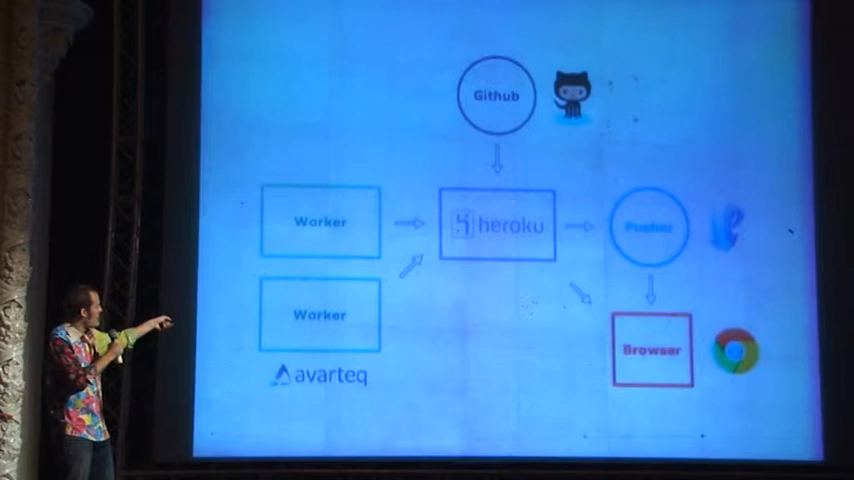 Github
Worker
heroku
Pusher
Worker
Browser
avarteq